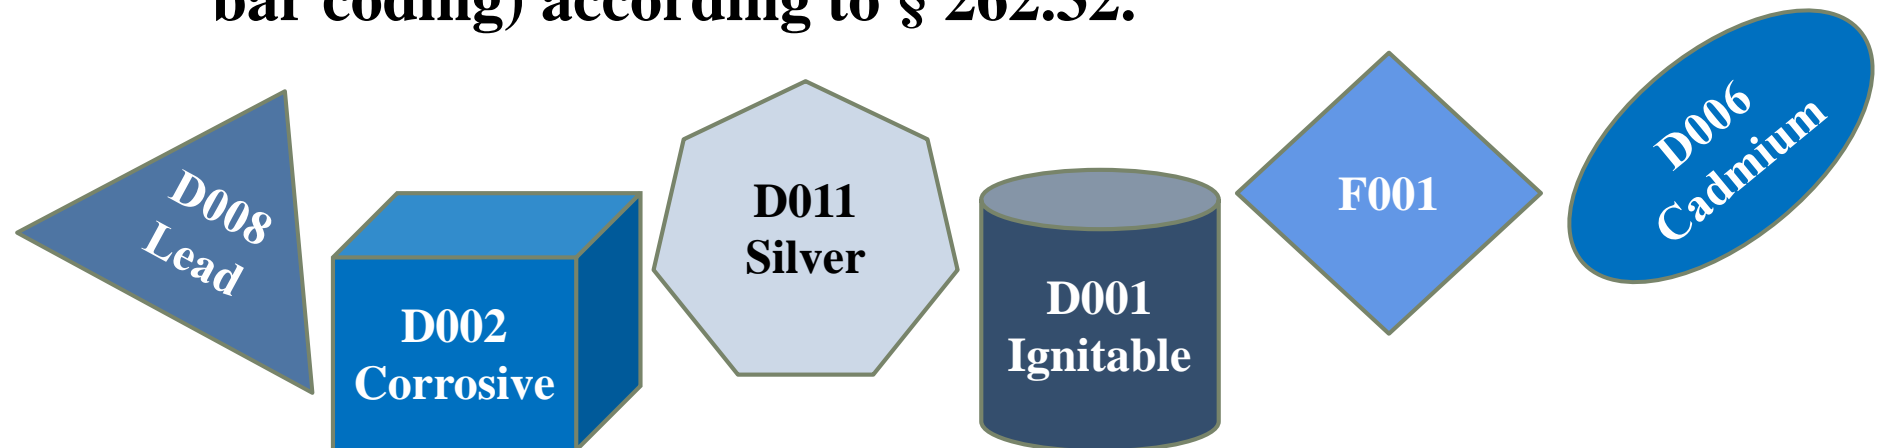 bar coding) according to § 262.32.
D008
Lead
D002
Corrosive
D011
Silver
D001
Ignitable
F001
D006
Cadmium